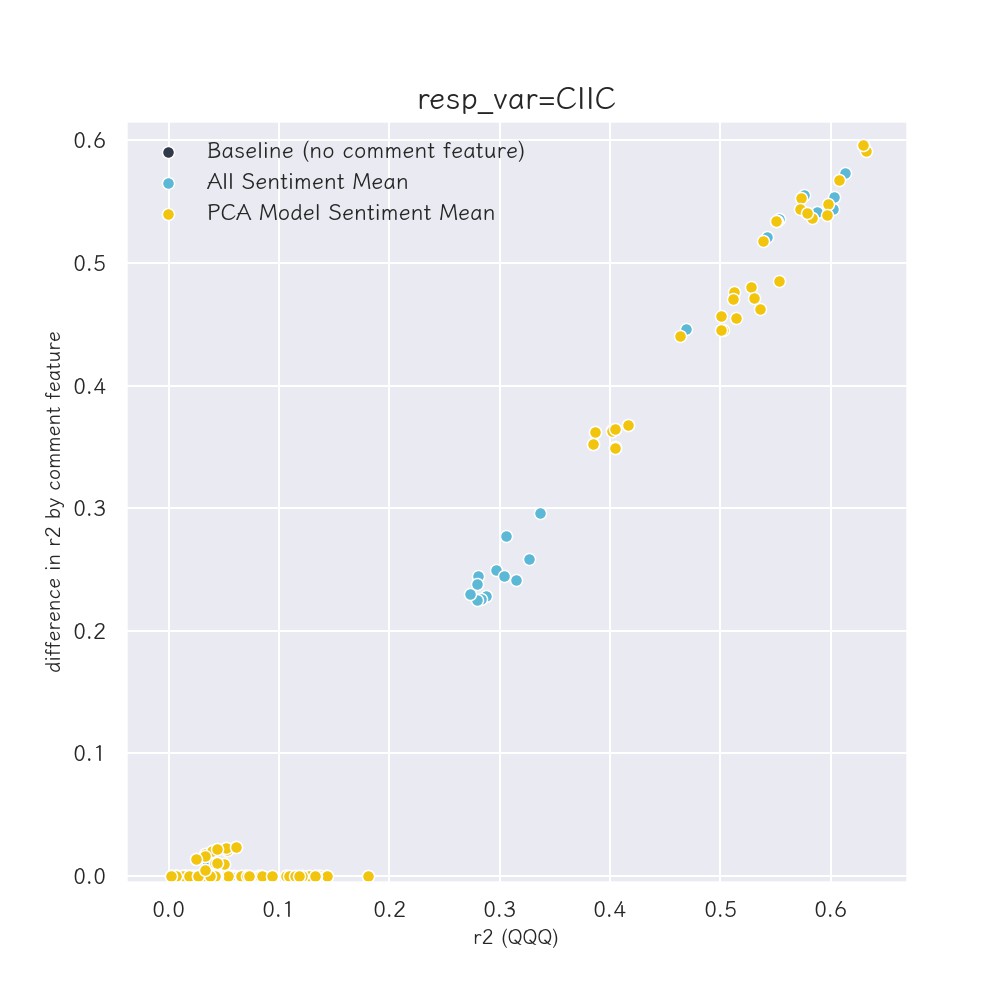 resp_var=CIIC
Baseline (no comment feature)
All Sentiment Mean
PCA Model Sentiment Mean
difference in r2 by comment feature
0.6
0.5
0.4
0.3
0.2
0.1
0.0
0.0 0.1 0.2 0.3 0.4 0.5 0.6
r2 (QQQ)